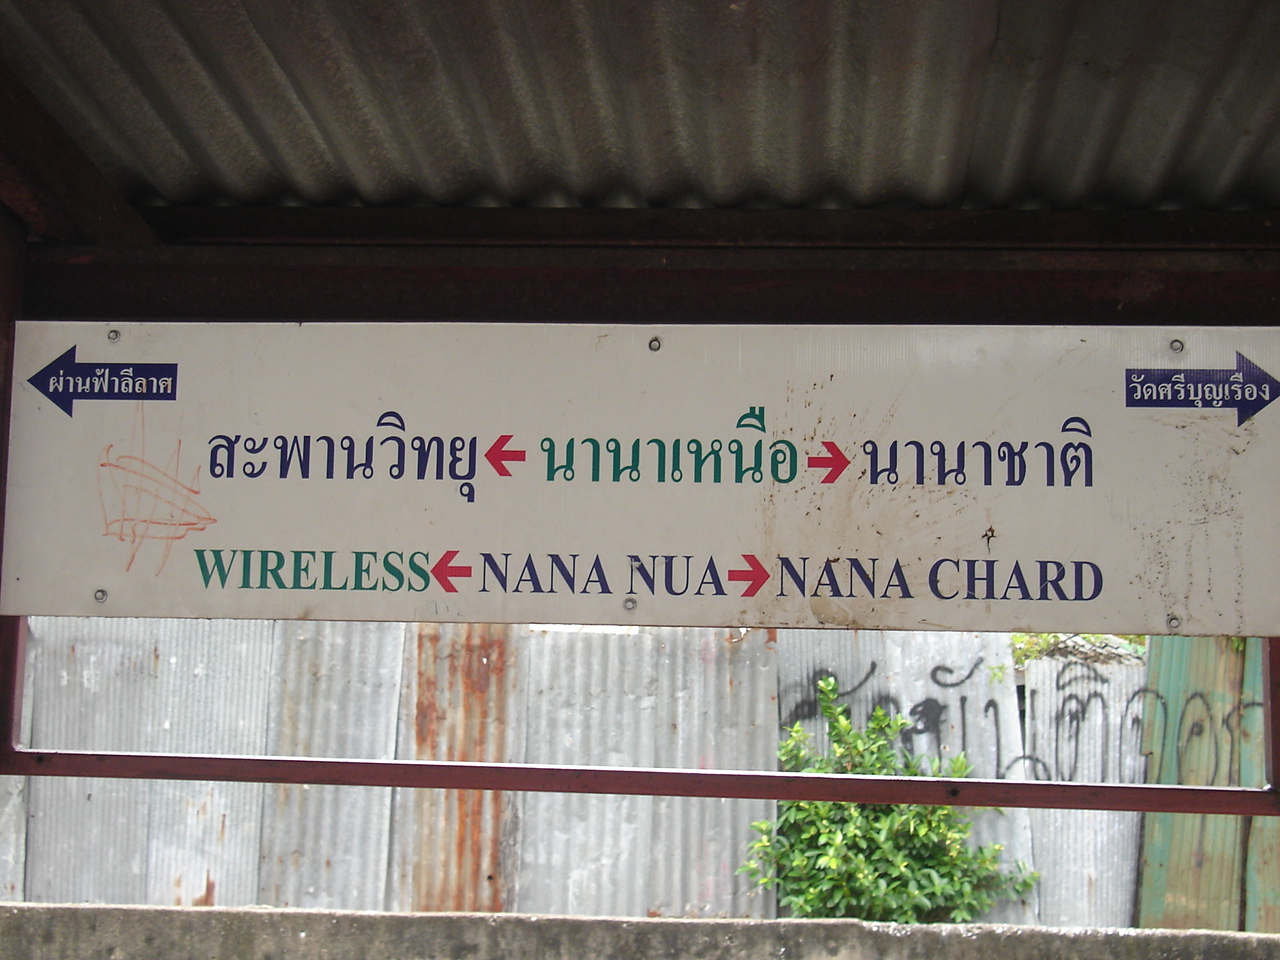 ผ่านฟ้าลีลาศ
วัดศรีบุญเรือง
สะพานวิทยุ ← นานาเหนือ → นานาชาติ
WIRELESS ← NANA NUA → NANA CHARD